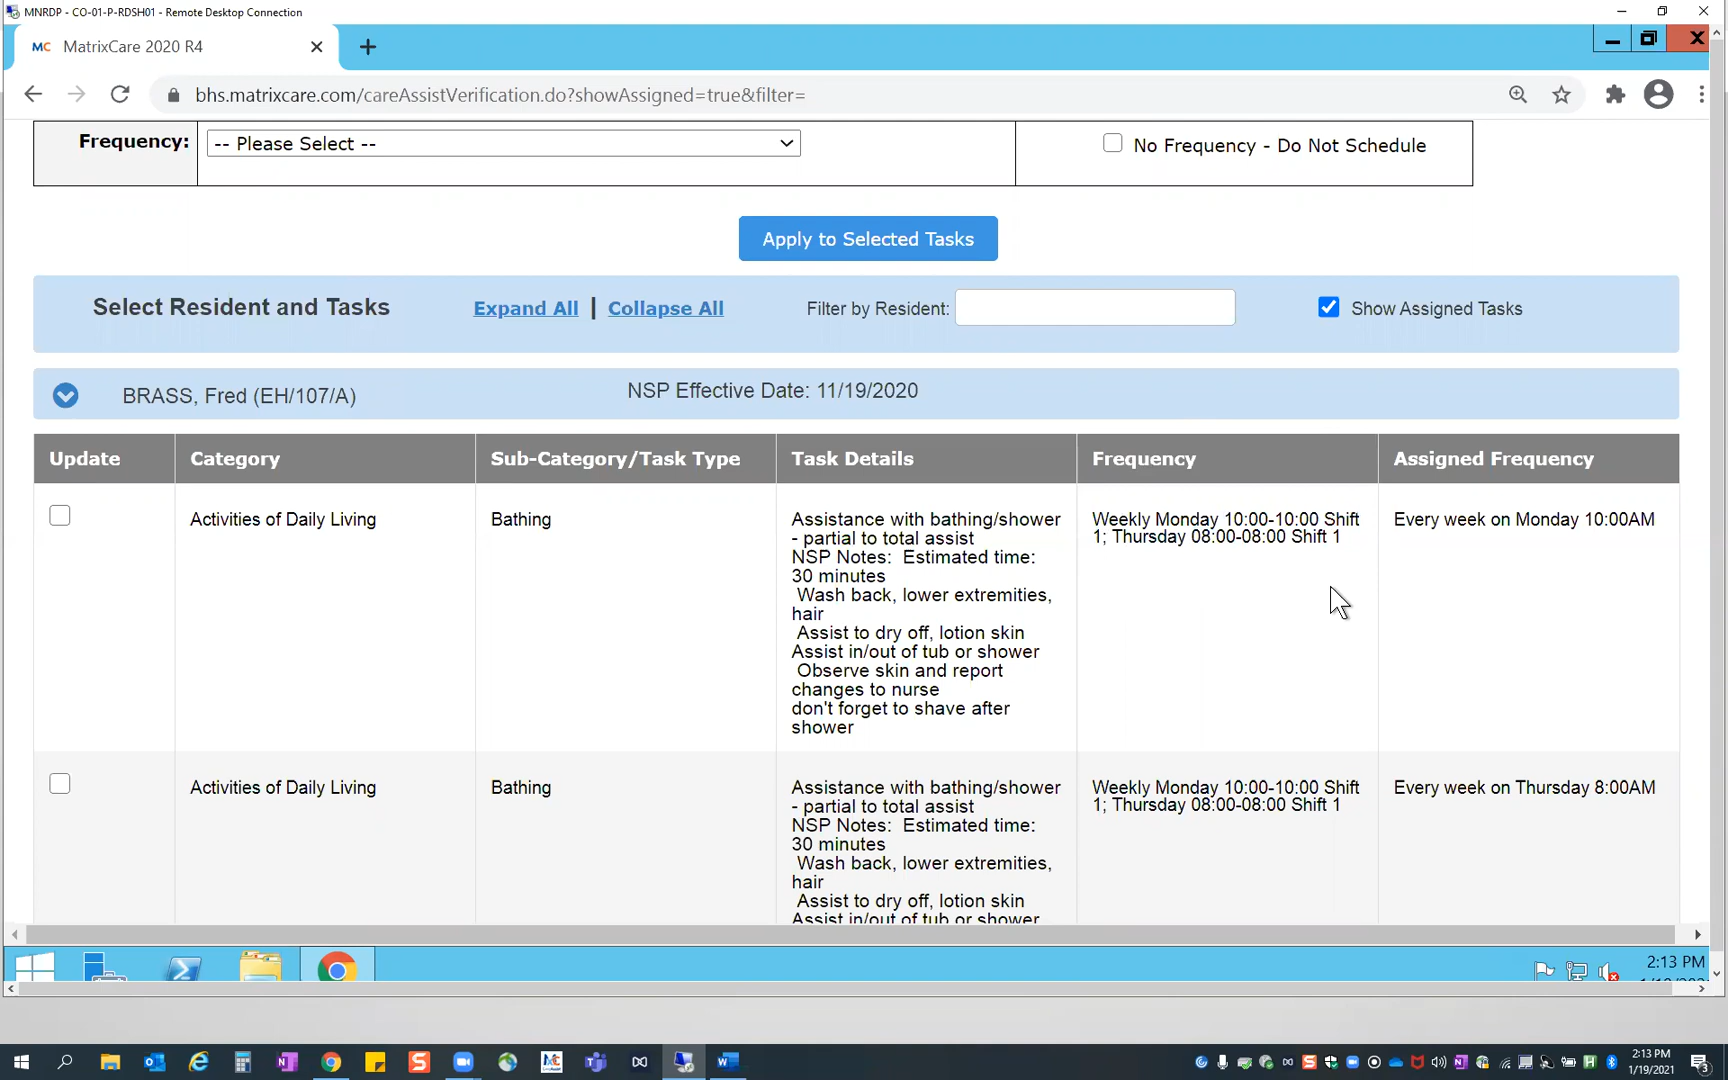 MNRDP - CO-01-P-RDSH01 - Remote Desktop Connection
MC MatrixCare 2020 R4
bhs.matrixcare.com/careAssistVerification.do?showAssigned=true&filter=
Frequency: -- Please Select -- No Frequency - Do Not Schedule
Apply to Selected Tasks
Select Resident and Tasks Expand All | Collapse All Filter by Resident: Show Assigned Tasks
BRASS, Fred (EH/107/A) NSP Effective Date: 11/19/2020
Update Category Sub-Category/Task Type Task Details Frequency Assigned Frequency
Activities of Daily Living Bathing Assistance with bathing/shower Weekly Monday 10:00-10:00 Shift Every week on Monday 10:00AM
- partial to total assist 1; Thursday 08:00-08:00 Shift 1
NSP Notes: Estimated time:
30 minutes
Wash back, lower extremities,
hair
Assist to dry off, lotion skin
Assist in/out of tub or shower
Observe skin and report
changes to nurse
don't forget to shave after
shower
Activities of Daily Living Bathing Assistance with bathing/shower Weekly Monday 10:00-10:00 Shift Every week on Thursday 8:00AM
- partial to total assist 1; Thursday 08:00-08:00 Shift 1
NSP Notes: Estimated time:
30 minutes
Wash back, lower extremities,
hair
Assist to dry off, lotion skin
Assist in/out of tub or shower
2:13 PM
2:13 PM
1/19/2021